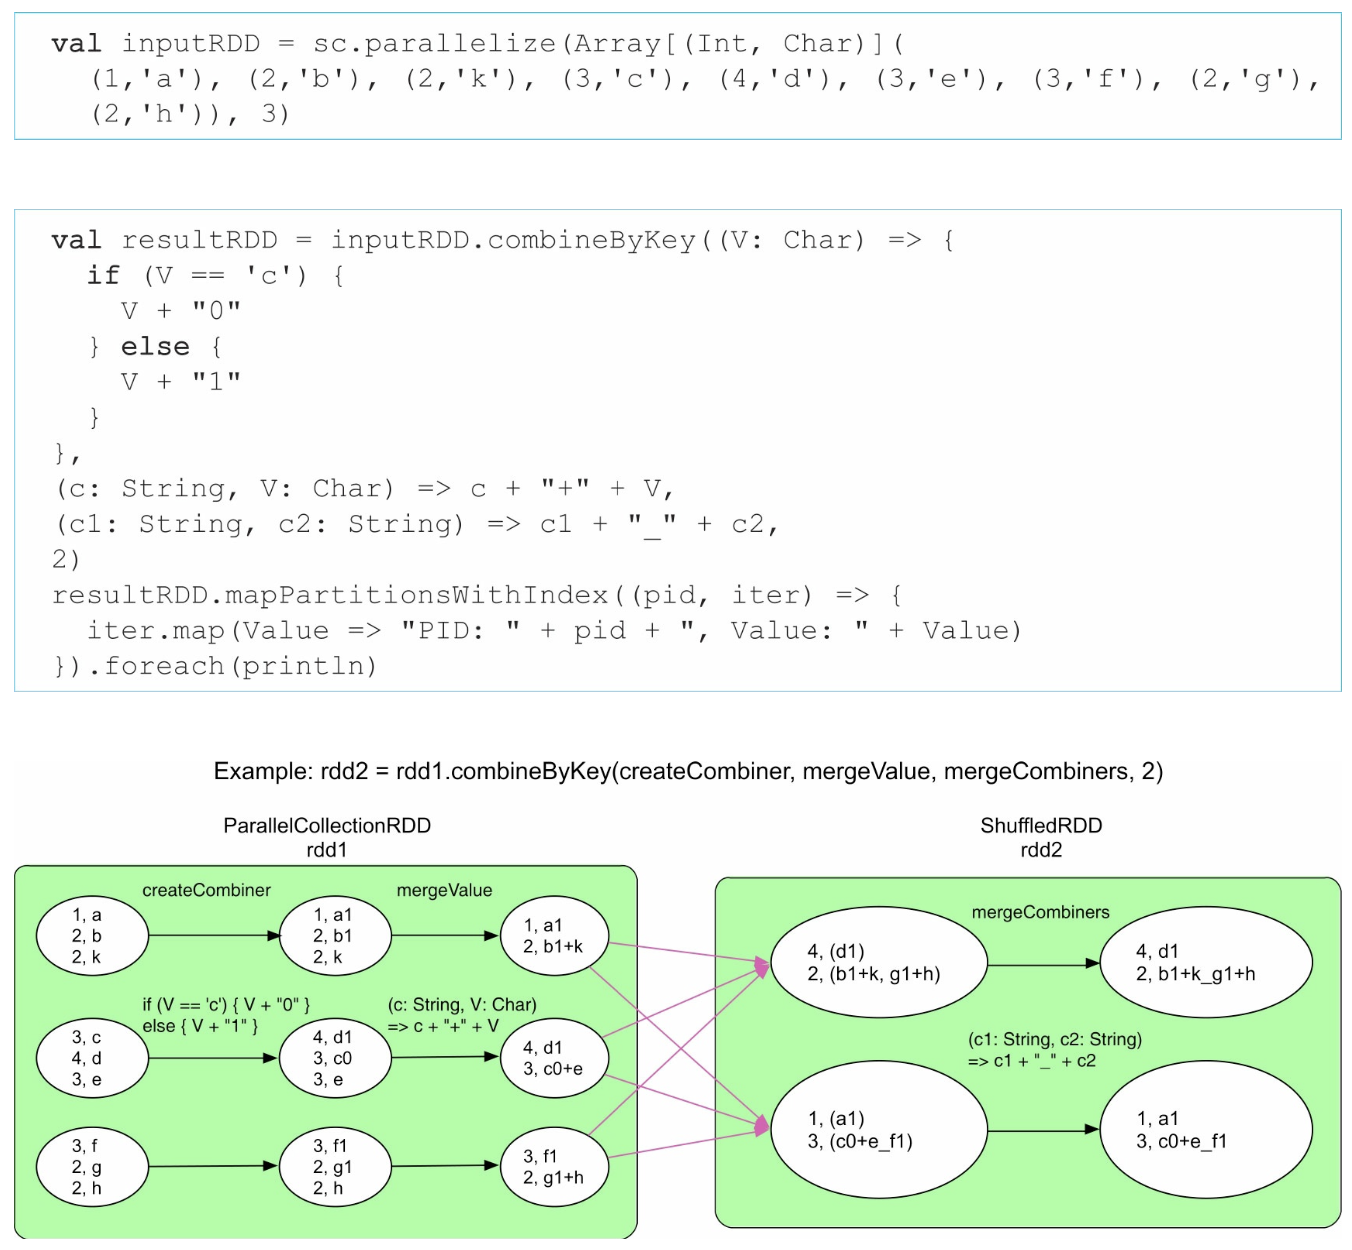 val inputRDD = sc.parallelize(Array[(Int, Char)](
(1,'a'), (2,'b'), (2,'k'), (3,'c'), (4,'d'), (3,'e'), (3,'f'), (2,'g'),
(2,'h')), 3)
val resultRDD = inputRDD.combineByKey((V: Char) => {
if (V == 'c') {
V + "0"
} else {
V + "1"
}
},
(c: String, V: Char) => c + "+" + V,
(c1: String, c2: String) => c1 + "_" + c2,
2)
resultRDD.mapPartitionsWithIndex((pid, iter) => {
iter.map(Value => "PID: " + pid + ", Value: " + Value)
}).foreach(println)
Example: rdd2 = rdd1.combineByKey(createCombiner, mergeValue, mergeCombiners, 2)
ParallelCollectionRDD
rdd1
createCombiner
mergeValue
1, a
2, b
2, k
1, a1
2, b1
2, k
1, a1
2, b1+k
if (V == 'c') { V + "0" }
else { V + "1" }
(c: String, V: Char)
=> c + "+" + V
3, c
4, d
3, e
4, d1
3, c0
3, e
4, d1
3, c0+e
3, f
2, g
2, h
3, f1
2, g1
2, h
3, f1
2, g1+h
ShuffledRDD
rdd2
mergeCombiners
4, (d1)
2, (b1+k, g1+h)
4, d1
2, b1+k_g1+h
(c1: String, c2: String)
=> c1 + "_" + c2
1, (a1)
3, (c0+e_f1)
1, a1
3, c0+e_f1